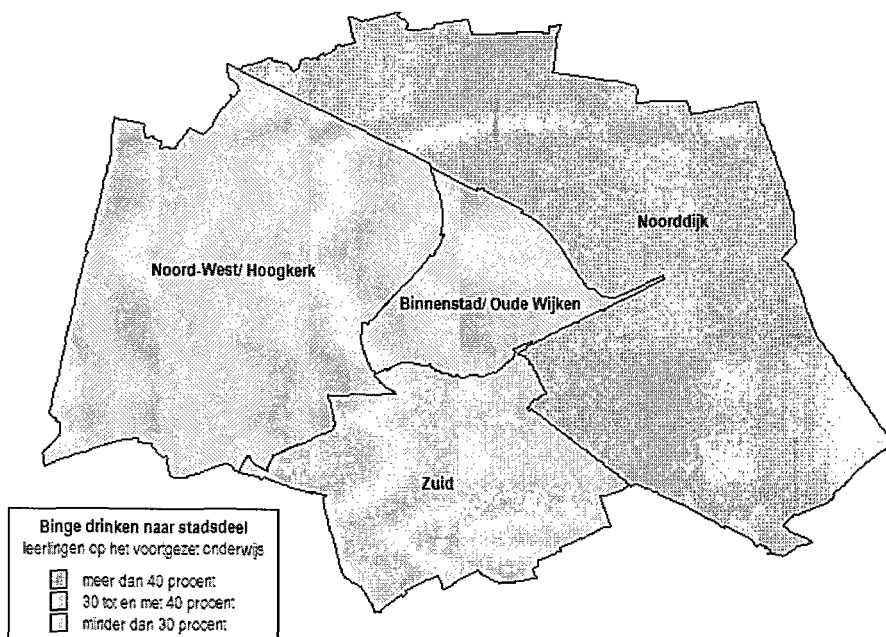 Noorddijk
Noord-West/ Hoogkerk
Binnenstad/ Oude Wijken
Zuid
Binge drinken naar stadsdeel
leerlingen op het voortgezet onderwijs
meer dan 40 procent
30 tot en met 40 procent
minder dan 30 procent